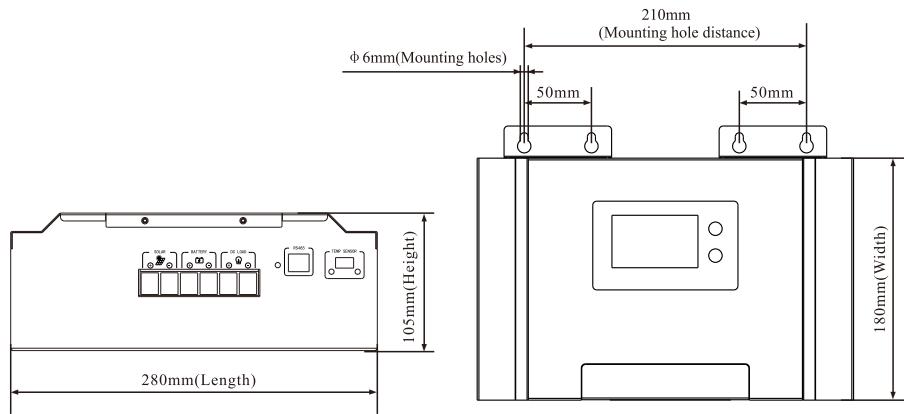 210mm
(Mounting hole distance)
ф 6mm(Mounting holes)
50mm
50mm
SOLAR
BATTERY
DC LOAD
RS485
TEMP SENSOR
105mm(Height)
180mm(Width)
280mm(Length)